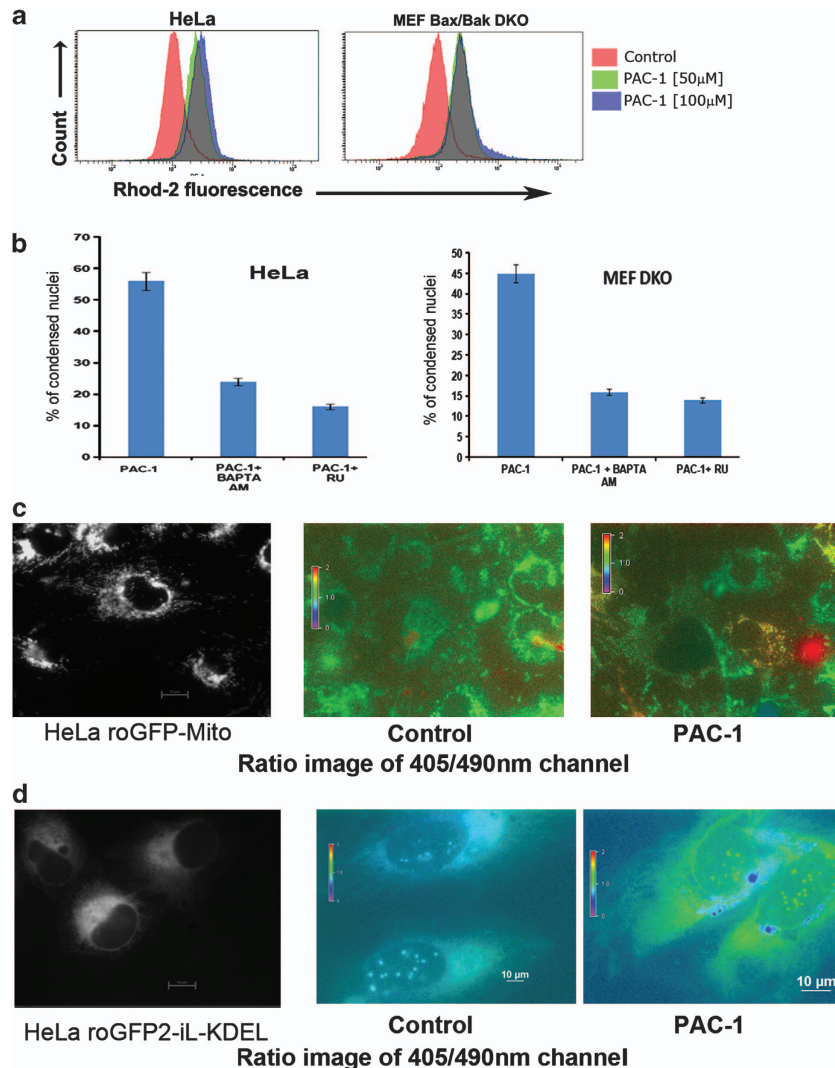 a
HeLa
MEF Bax/Bak DKO
Control
PAC-1 [50μM]
PAC-1 [100μM]
Count
Rhod-2 fluorescence
b
% of condensed nuclei
70
60
50
40
30
20
10
0
HeLa
PAC-1
PAC-1+
BAPTA
AM
PAC-1+
RU
% of condensed nuclei
50
45
40
35
30
25
20
15
10
5
0
MEF DKO
PAC-1
PAC-1 + BAPTA
AM
PAC-1+ RU
c
2
1.0
0
2
1.0
0
HeLa roGFP-Mito
Control
PAC-1
Ratio image of 405/490nm channel
d
10 μm
2
1.0
10 μm
HeLa roGFP2-iL-KDEL
Control
PAC-1
Ratio image of 405/490nm channel